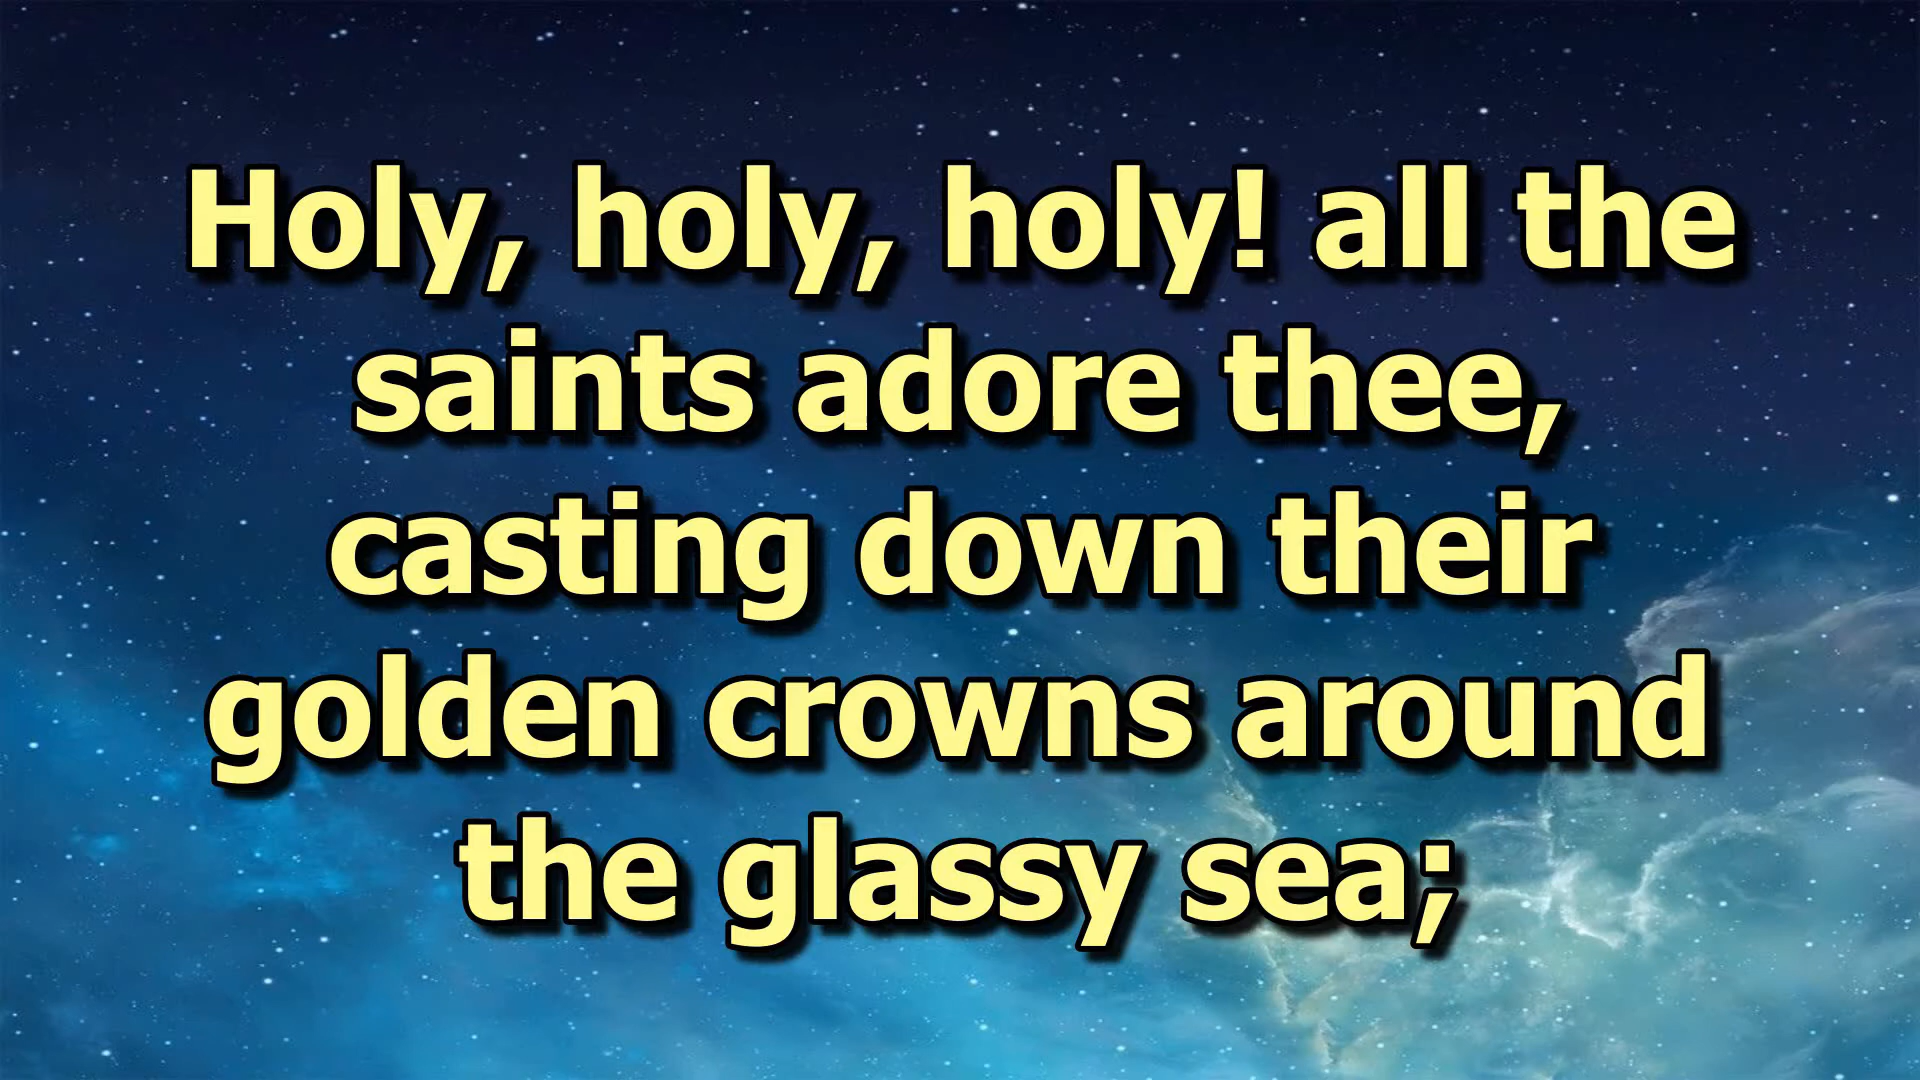 Holy, holy, holy! all the
saints adore thee,
casting down their
golden crowns around
the glassy sea;